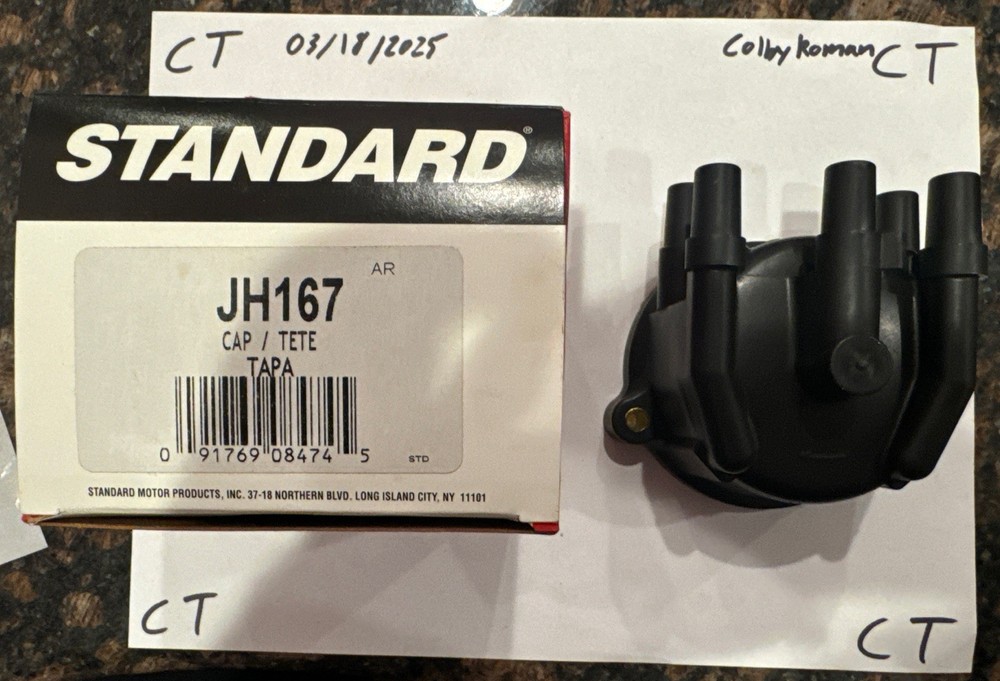 CT 03/18/2025 Colby Roman CT
STANDARD®
AR
JH167
CAP / TETE
TAPA
0 91769 08474 5
STD
STANDARD MOTOR PRODUCTS, INC. 37-18 NORTHERN BLVD. LONG ISLAND CITY, NY 11101
CT
CT